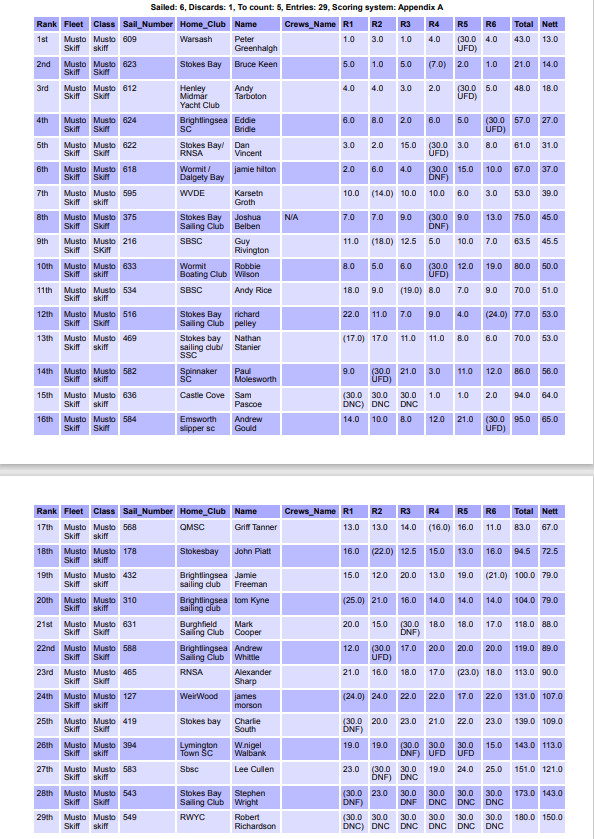 Sailed: 6, Discards: 1, To count: 5, Entries: 29, Scoring system: Appendix A
Rank Fleet Class Sail_Number Home_Club Name Crews_Name R1 R2 R3 R4 R5 R6 Total Nett
1st Musto Skiff Musto skiff 609 Warsash Peter Greenhalgh 1.0 3.0 1.0 4.0 (30.0 UFD) 4.0 43.0 13.0
2nd Musto Skiff Musto Skiff 623 Stokes Bay Bruce Keen 5.0 1.0 5.0 (7.0) 2.0 1.0 21.0 14.0
3rd Musto Skiff Musto Skiff 612 Henley Midmar Yacht Club Andy Tarboton 4.0 4.0 3.0 2.0 (30.0 UFD) 5.0 48.0 18.0
4th Musto Skiff Musto Skiff 624 Brightlingsea SC Eddie Bridle 6.0 8.0 2.0 6.0 5.0 (30.0 UFD) 57.0 27.0
5th Musto Skiff Musto Skiff 622 Stokes Bay/ RNSA Dan Vincent 3.0 2.0 15.0 (30.0 UFD) 3.0 8.0 61.0 31.0
6th Musto Skiff Musto Skiff 618 Wormit / Dalgety Bay jamie hilton 2.0 6.0 4.0 (30.0 DNF) 15.0 10.0 67.0 37.0
7th Musto Skiff Musto skiff 595 WVDE Karsetn Groth 10.0 (14.0) 10.0 10.0 6.0 3.0 53.0 39.0
8th Musto Skiff Musto skiff 375 Stokes Bay Sailing Club Joshua Belben N/A 7.0 7.0 9.0 (30.0 DNF) 9.0 13.0 75.0 45.0
9th Musto Skiff Musto SKiff 216 SBSC Guy Rivington 11.0 (18.0) 12.5 5.0 10.0 7.0 63.5 45.5
10th Musto Skiff Musto skiff 633 Wormit Boating Club Robbie Wilson 8.0 5.0 6.0 (30.0 UFD) 12.0 19.0 80.0 50.0
11th Musto Skiff Musto skiff 534 SBSC Andy Rice 18.0 9.0 (19.0) 8.0 7.0 9.0 70.0 51.0
12th Musto Skiff Musto skiff 516 Stokes Bay Sailing Club richard pelley 22.0 11.0 7.0 9.0 4.0 (24.0) 77.0 53.0
13th Musto Skiff Musto skiff 469 Stokes bay sailing club/ SSC Nathan Stanier (17.0) 17.0 11.0 11.0 8.0 6.0 70.0 53.0
14th Musto Skiff Musto skiff 582 Spinnaker SC Paul Molesworth 9.0 (30.0 UFD) 21.0 3.0 11.0 12.0 86.0 56.0
15th Musto Skiff Musto skiff 636 Castle Cove Sam Pascoe (30.0 DNC) 30.0 DNC 30.0 DNC 1.0 1.0 2.0 94.0 64.0
16th Musto Skiff Musto Skiff 584 Emsworth slipper sc Andrew Gould 14.0 10.0 8.0 12.0 21.0 (30.0 UFD) 95.0 65.0
Rank Fleet Class Sail_Number Home_Club Name Crews_Name R1 R2 R3 R4 R5 R6 Total Nett
17th Musto Skiff Musto skiff 568 QMSC Griff Tanner 13.0 13.0 14.0 (16.0) 16.0 11.0 83.0 67.0
18th Musto Skiff Musto Skiff 178 Stokesbay John Platt 16.0 (22.0) 12.5 15.0 13.0 16.0 94.5 72.5
19th Musto Skiff Musto skiff 432 Brightlingsea sailing club Jamie Freeman 15.0 12.0 20.0 13.0 19.0 (21.0) 100.0 79.0
20th Musto Skiff Musto Skiff 310 Brightlingsea sailing club tom Kyne (25.0) 21.0 16.0 14.0 14.0 14.0 104.0 79.0
21st Musto Skiff Musto Skiff 631 Burghfield Sailing Club Mark Cooper 20.0 15.0 (30.0 DNF) 18.0 18.0 17.0 118.0 88.0
22nd Musto Skiff Musto Skiff 588 Brightlingsea Sailing Club Andrew Whittle 12.0 (30.0 UFD) 17.0 20.0 20.0 20.0 119.0 89.0
23rd Musto Skiff Musto skiff 465 RNSA Alexander Sharp 21.0 16.0 18.0 17.0 (23.0) 18.0 113.0 90.0
24th Musto Skiff Musto Skiff 127 WeirWood james morson (24.0) 24.0 22.0 22.0 17.0 22.0 131.0 107.0
25th Musto Skiff Musto Skiff 419 Stokes bay Charlie South (30.0 DNF) 20.0 23.0 21.0 22.0 23.0 139.0 109.0
26th Musto Skiff Musto skiff 394 Lymington Town SC W.nigel Walbank 19.0 19.0 (30.0 DNF) 30.0 UFD 30.0 UFD 15.0 143.0 113.0
27th Musto Skiff Musto skiff 583 Sbsc Lee Cullen 23.0 (30.0 DNF) 30.0 DNC 19.0 24.0 25.0 151.0 121.0
28th Musto Skiff Musto skiff 543 Stokes Bay Sailing Club Stephen Wright (30.0 DNF) 23.0 30.0 DNF 30.0 DNC 30.0 DNC 30.0 DNC 173.0 143.0
29th Musto Skiff Musto skiff 549 RWYC Robert Richardson (30.0 DNC) 30.0 DNC 30.0 DNC 30.0 DNC 30.0 DNC 30.0 DNC 180.0 150.0